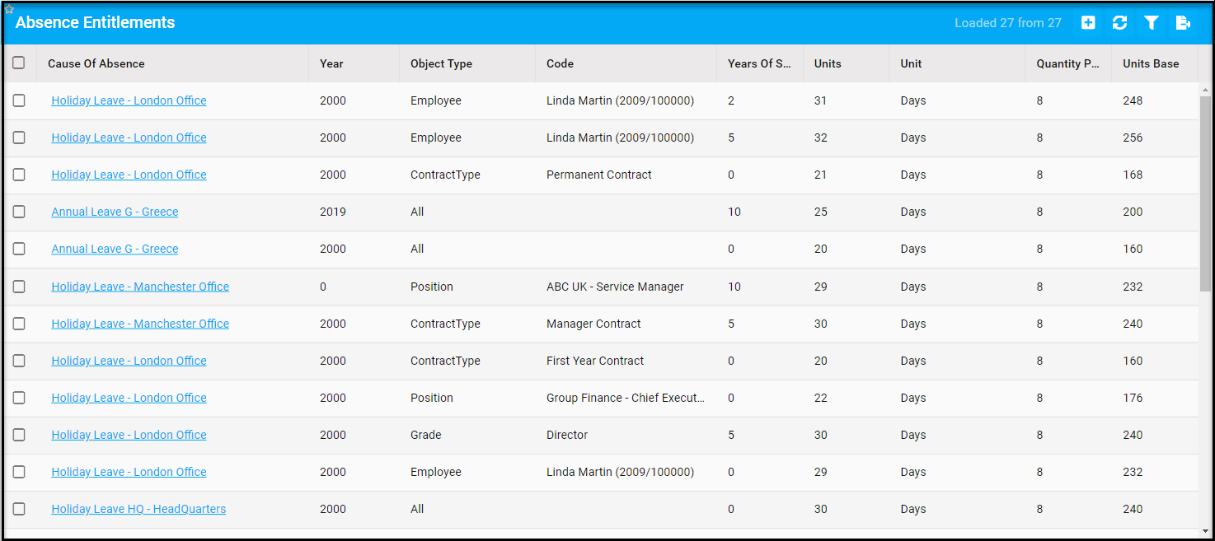 Absence Entitlements Loaded 27 from 27
Cause Of Absence Year Object Type Code Years Of S... Units Unit Quantity P... Units Base
Holiday Leave - London Office 2000 Employee Linda Martin (2009/100000) 2 31 Days 8 248
Holiday Leave - London Office 2000 Employee Linda Martin (2009/100000) 5 32 Days 8 256
Holiday Leave - London Office 2000 ContractType Permanent Contract 0 21 Days 8 168
Annual Leave G - Greece 2019 All 10 25 Days 8 200
Annual Leave G - Greece 2000 All 0 20 Days 8 160
Holiday Leave - Manchester Office 0 Position ABC UK - Service Manager 10 29 Days 8 232
Holiday Leave - Manchester Office 2000 ContractType Manager Contract 5 30 Days 8 240
Holiday Leave - London Office 2000 ContractType First Year Contract 0 20 Days 8 160
Holiday Leave - London Office 2000 Position Group Finance - Chief Execut... 0 22 Days 8 176
Holiday Leave - London Office 2000 Grade Director 5 30 Days 8 240
Holiday Leave - London Office 2000 Employee Linda Martin (2009/100000) 0 29 Days 8 232
Holiday Leave HQ - HeadQuarters 2000 All 0 30 Days 8 240